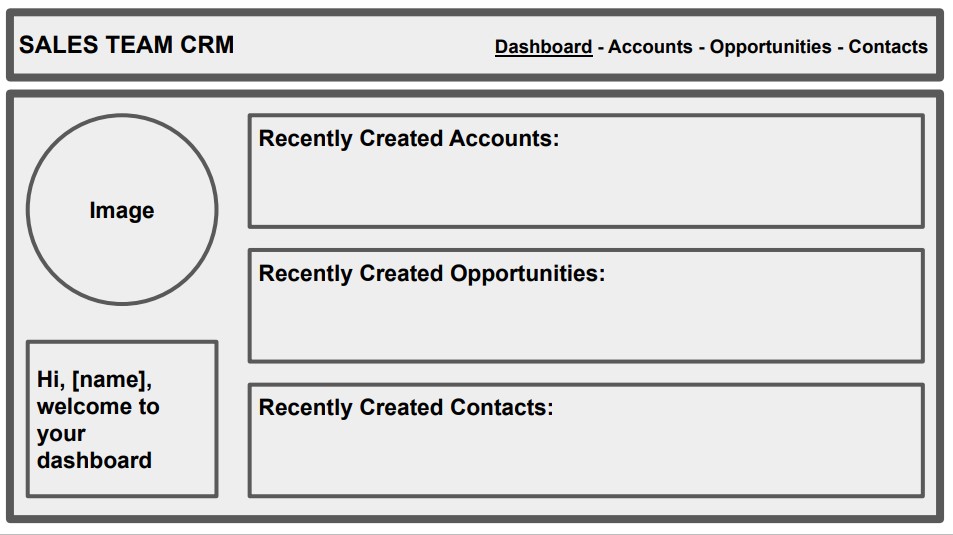 SALES TEAM CRM
Dashboard - Accounts - Opportunities - Contacts
Image
Hi, [name],
welcome to
your
dashboard
Recently Created Accounts:
Recently Created Opportunities:
Recently Created Contacts: